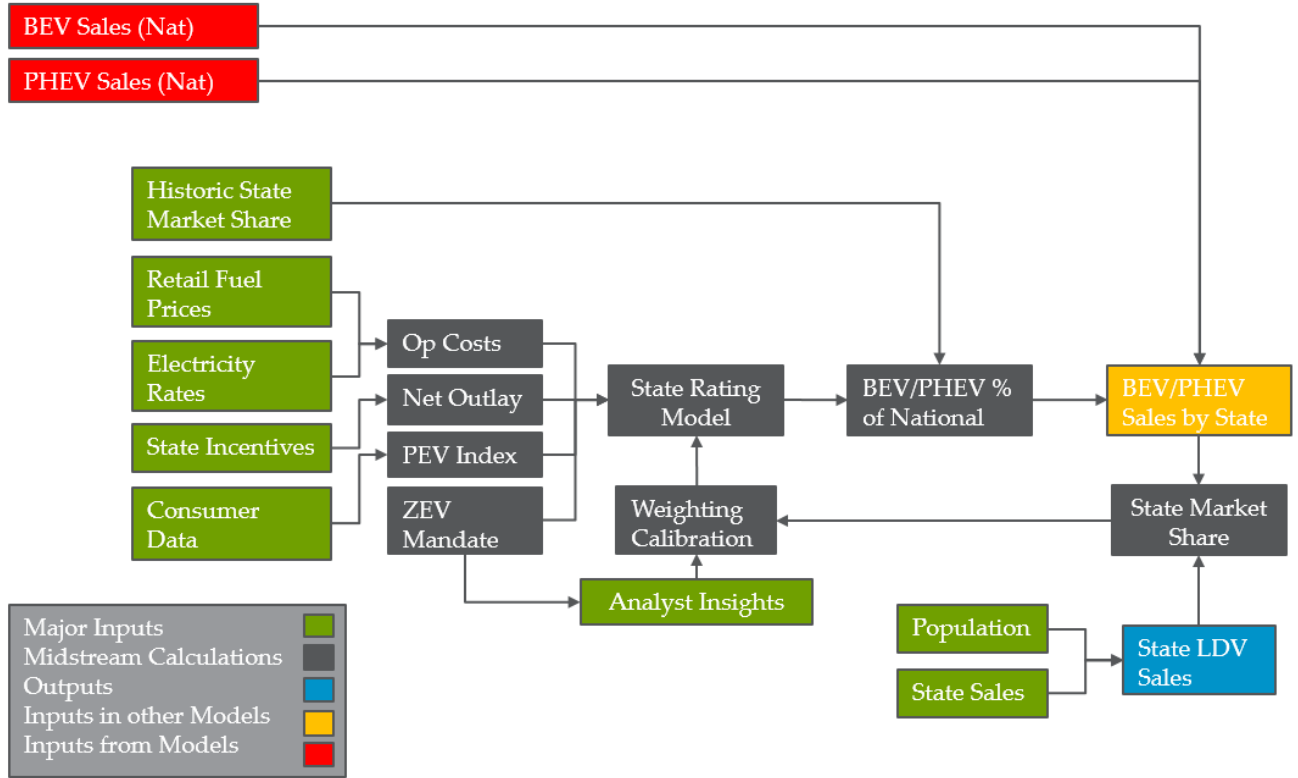 BEV Sales (Nat)
PHEV Sales (Nat)
Historic State
Market Share
Retail Fuel
Prices
Electricity
Rates
State Incentives
Consumer
Data
Op Costs
Net Outlay
PEV Index
ZEV
Mandate
State Rating
Model
Weighting
Calibration
Analyst Insights
BEV/PHEV %
of National
BEV/PHEV
Sales by State
State Market
Share
Population
State Sales
State LDV
Sales
Major Inputs
Midstream Calculations
Outputs
Inputs in other Models
Inputs from Models